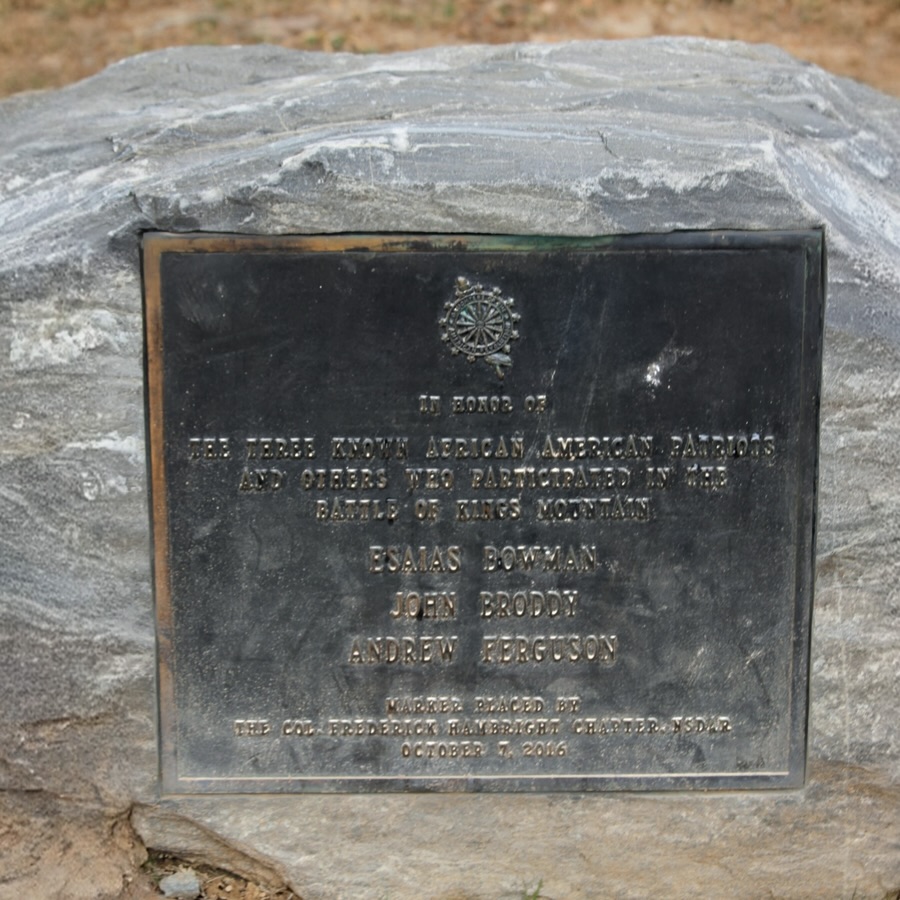 IN HONOR OF
THE THREE KNOWN AFRICAN AMERICAN PATRIOTS
AND OTHERS WHO PARTICIPATED IN THE
BATTLE OF KINGS MOUNTAIN
ESAIAS BOWMAN
JOHN BRODDY
ANDREW FERGUSON
MARKER PLACED BY
THE COL. FREDERICK HAMBRIGHT CHAPTER NSDAR
OCTOBER 7, 2016